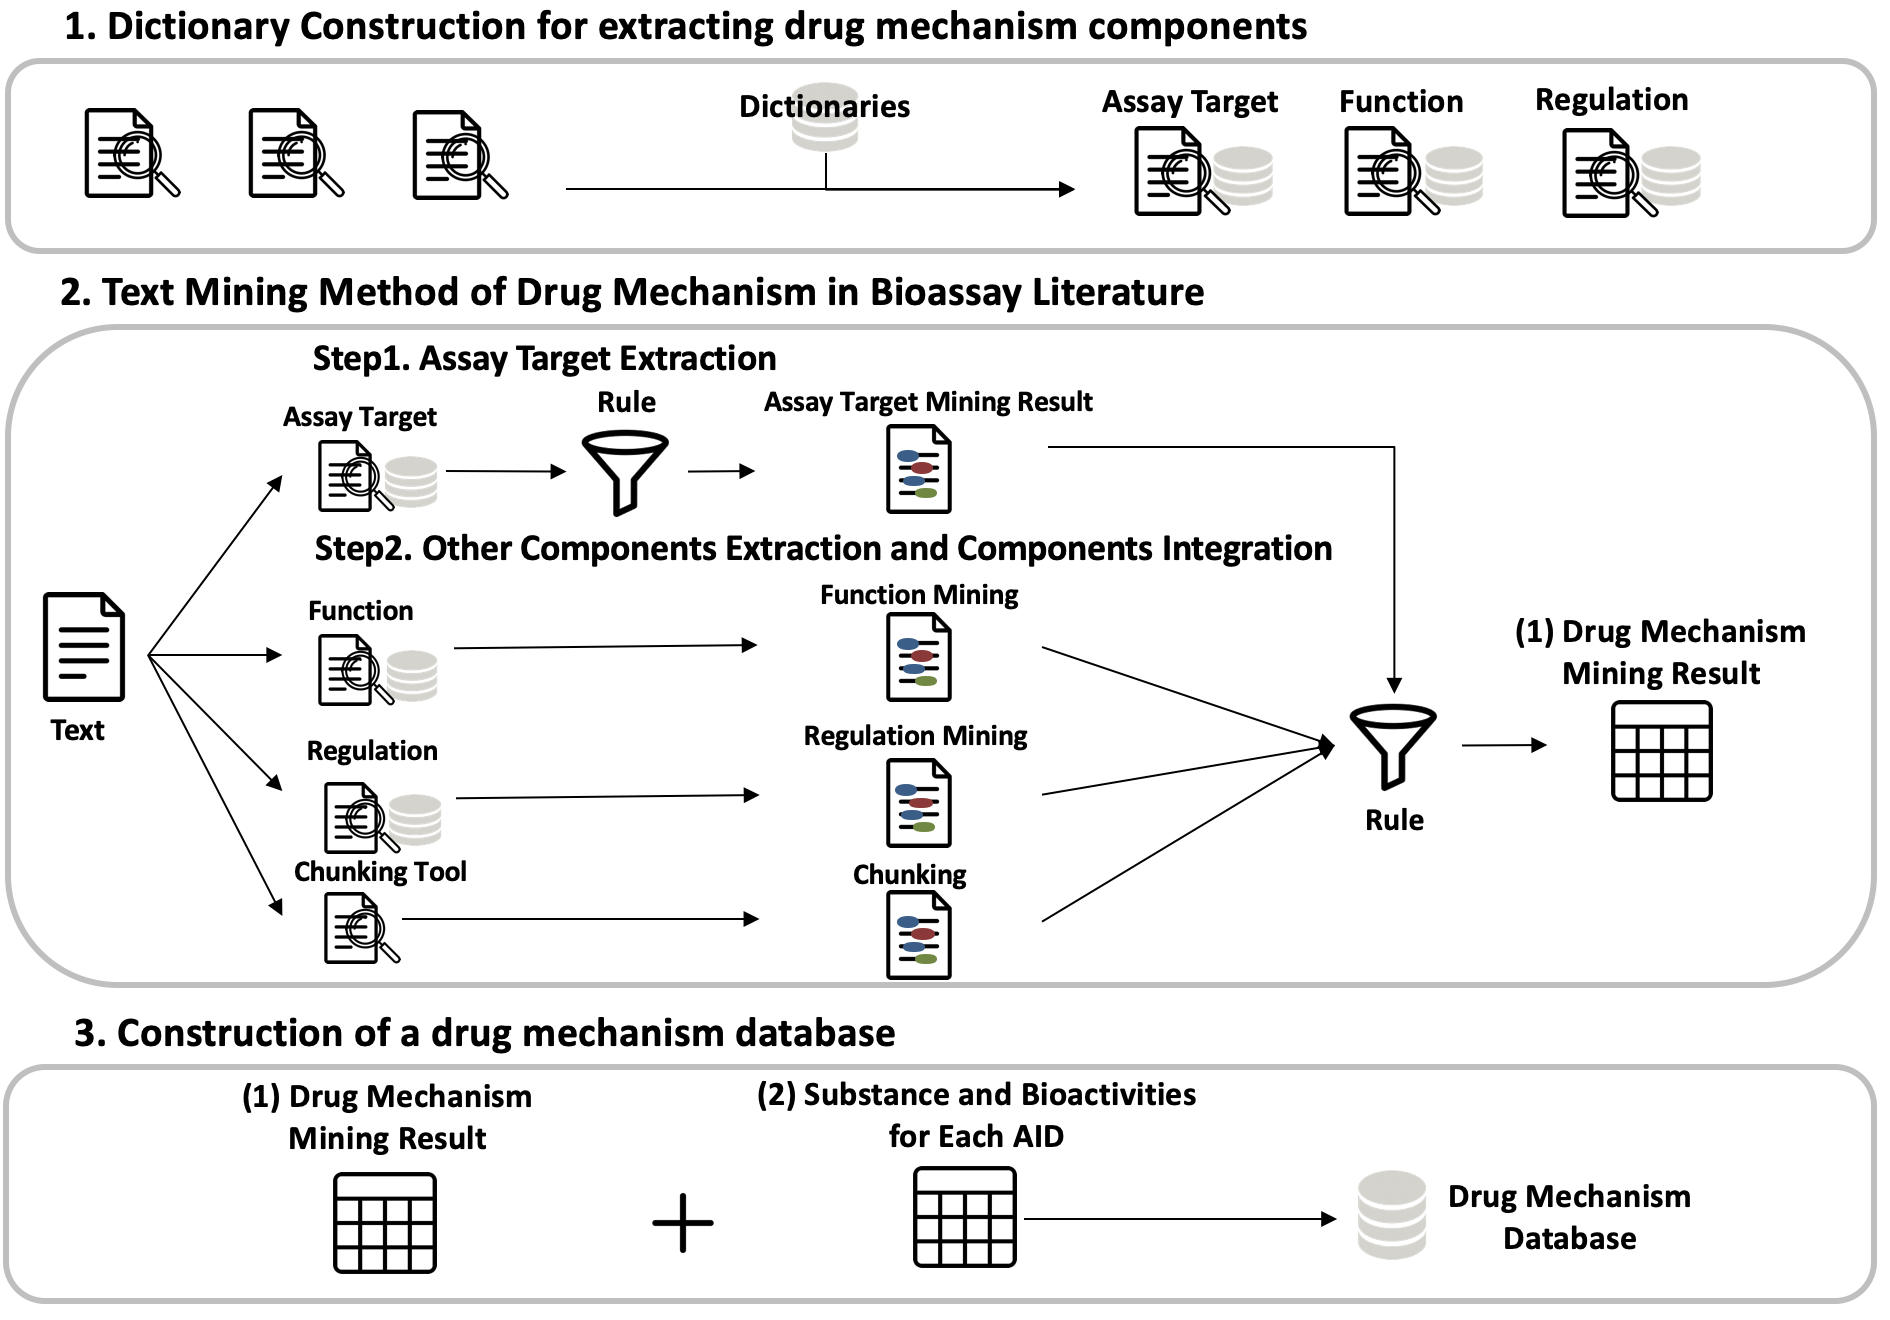 1. Dictionary Construction for extracting drug mechanism components
Dictionaries
Assay Target
Function
Regulation
2. Text Mining Method of Drug Mechanism in Bioassay Literature
Step1. Assay Target Extraction
Assay Target
Rule
Assay Target Mining Result
Step2. Other Components Extraction and Components Integration
Function
Function Mining
(1) Drug Mechanism
Mining Result
Text
Regulation
Regulation Mining
Rule
Chunking Tool
Chunking
3. Construction of a drug mechanism database
(1) Drug Mechanism
Mining Result
(2) Substance and Bioactivities
for Each AID
Drug Mechanism
Database